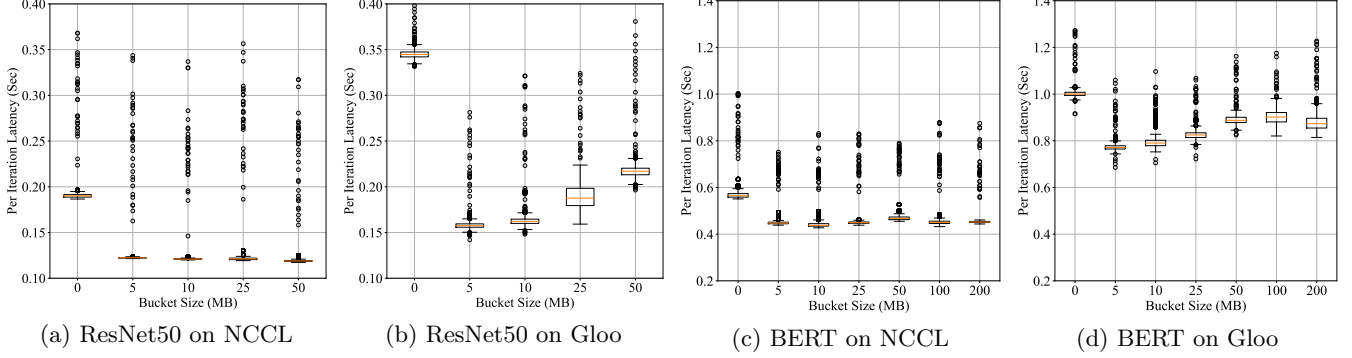 0.40
0.35
0.30
0.25
0.20
0.15
0.10
Per Iteration Latency (Sec)
0 5 10 25 50
Bucket Size (MB)
(a) ResNet50 on NCCL
0.40
0.35
0.30
0.25
0.20
0.15
0.10
Per Iteration Latency (Sec)
0 5 10 25 50
Bucket Size (MB)
(b) ResNet50 on Gloo
1.4
1.2
1.0
0.8
0.6
0.4
0.2
Per Iteration Latency (Sec)
0 5 10 25 50 100 200
Bucket Size (MB)
(c) BERT on NCCL
1.4
1.2
1.0
0.8
0.6
0.4
0.2
Per Iteration Latency (Sec)
0 5 10 25 50 100 200
Bucket Size (MB)
(d) BERT on Gloo